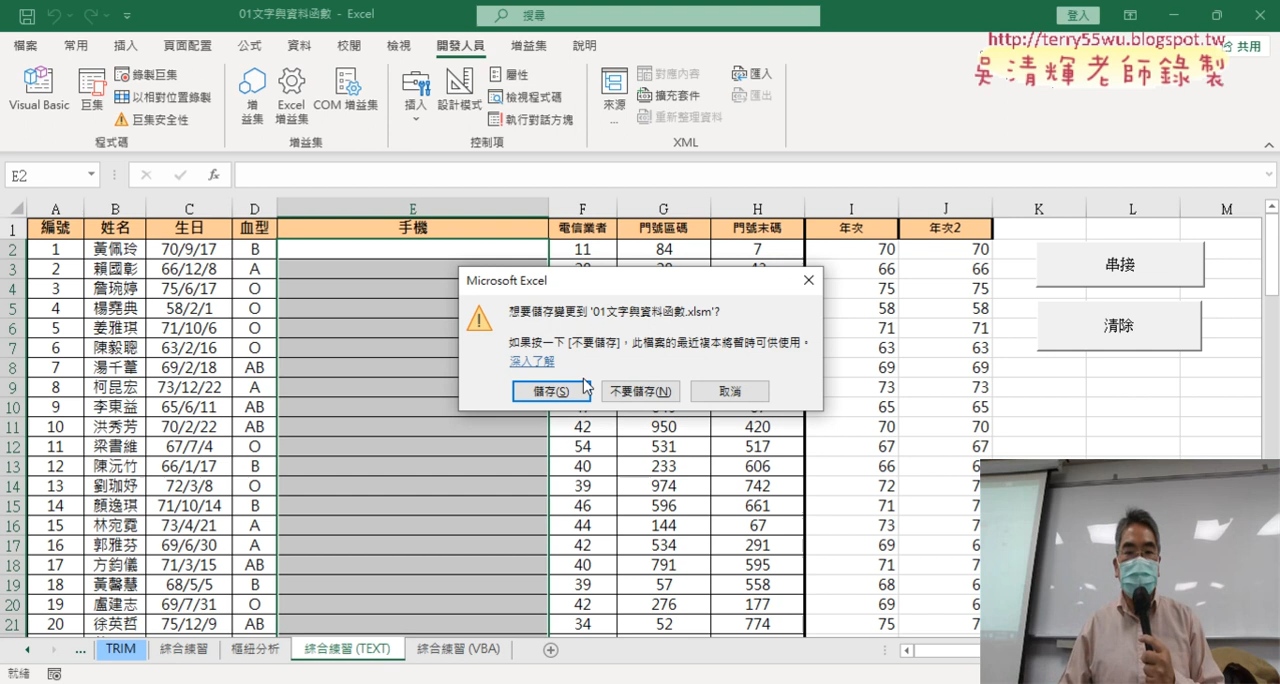 01文字與資料函數 - Excel
搜尋
登入
檔案 常用 插入 頁面配置 公式 資料 校閱 檢視 開發人員 增益集 說明
共用
http://terry55wu.blogspot.tw
吳清輝老師錄製
Visual Basic
巨集
錄製巨集
以相對位置錄製
巨集安全性
程式碼
增益集
Excel 增益集
COM 增益集
增益集
插入
設計模式
屬性
檢視程式碼
執行對話方塊
控制項
來源
...
對應內容
擴充套件
重新整理資料
匯入
匯出
XML
E2
fx
A B C D E F G H I J K L M
1 編號 姓名 生日 血型 手機 電信業者 門號區碼 門號末碼 年次 年次2
2 1 黃佩玲 70/9/17 B 11 84 7 70 70
3 2 賴國彰 66/12/8 A 66 66
4 3 詹琬甄 75/6/17 O 75 75
5 4 楊堯典 58/2/1 O 58 58
6 5 姜雅琪 71/10/6 O 71 71
7 6 陳毅聰 63/2/16 O 63 63
8 7 湯千葦 69/2/18 AB 69 69
9 8 柯昆宏 73/12/22 A 73 73
10 9 李東益 65/6/11 AB 65 65
11 10 洪秀芳 70/2/22 AB 42 950 420 70 70
12 11 梁書維 67/7/4 O 54 531 517 67 67
13 12 陳沅竹 66/1/17 B 40 233 606 66
14 13 劉珈妤 72/3/8 O 39 974 742 72
15 14 顏逸琪 71/10/14 B 46 596 661 71
16 15 林宛霓 73/4/21 A 44 144 67 73
17 16 郭雅芬 69/6/30 A 42 534 291 69
18 17 方鈞儀 71/3/15 AB 40 791 595 71
19 18 黃馨慧 68/5/5 B 39 57 558 68
20 19 盧建志 69/7/31 O 42 276 177 69
21 20 徐英哲 75/12/9 AB 34 52 774 75
串接
清除
Microsoft Excel
想要儲存變更到 '01文字與資料函數.xlsm'?
如果按一下 [不要儲存]，此檔案的最近複本將暫時可供使用。
深入了解
儲存(S) 不要儲存(N) 取消
... TRIM 綜合練習 樞紐分析 綜合練習 (TEXT) 綜合練習 (VBA)
就緒